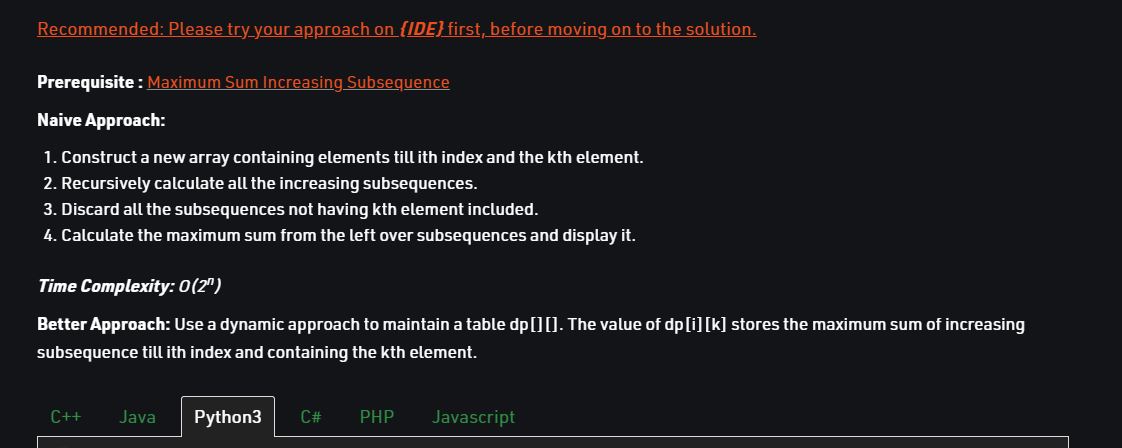 Recommended: Please try your approach on {IDE} first, before moving on to the solution.
Prerequisite : Maximum Sum Increasing Subsequence
Naive Approach:
1. Construct a new array containing elements till ith index and the kth element.
2. Recursively calculate all the increasing subsequences.
3. Discard all the subsequences not having kth element included.
4. Calculate the maximum sum from the left over subsequences and display it.
Time Complexity: O(2ⁿ)
Better Approach: Use a dynamic approach to maintain a table dp[][]. The value of dp[i][k] stores the maximum sum of increasing
subsequence till ith index and containing the kth element.
C++ Java Python3 C# PHP Javascript